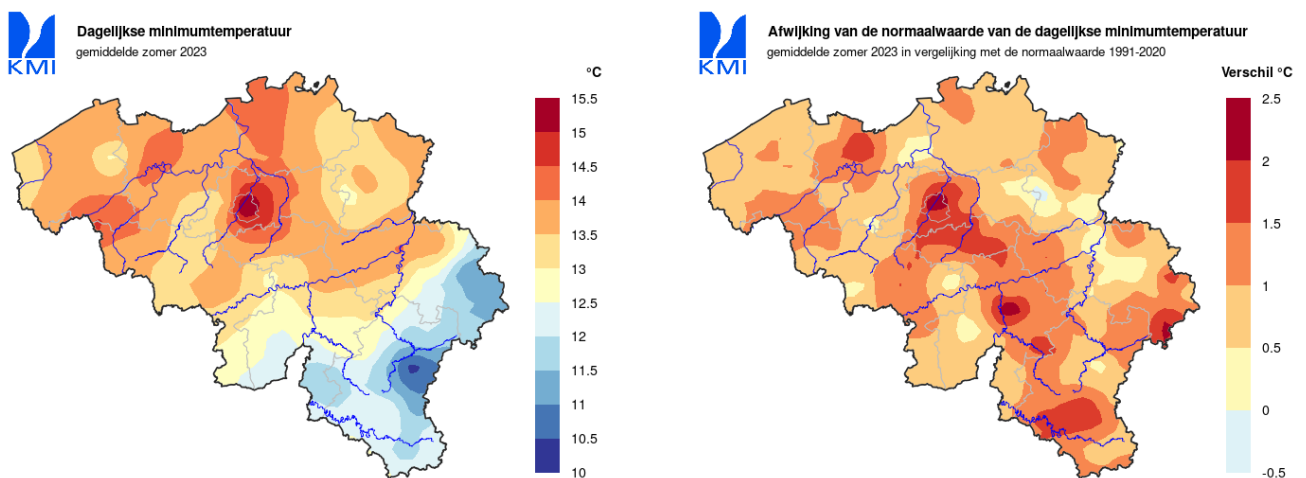 KMI
Dagelijkse minimumtemperatuur
gemiddelde zomer 2023
°C
15.5
15
14.5
14
13.5
13
12.5
12
11.5
11
10.5
10
KMI
Afwijking van de normaalwaarde van de dagelijkse minimumtemperatuur
gemiddelde zomer 2023 in vergelijking met de normaalwaarde 1991-2020
Verschil °C
2.5
2
1.5
1
0.5
0
-0.5